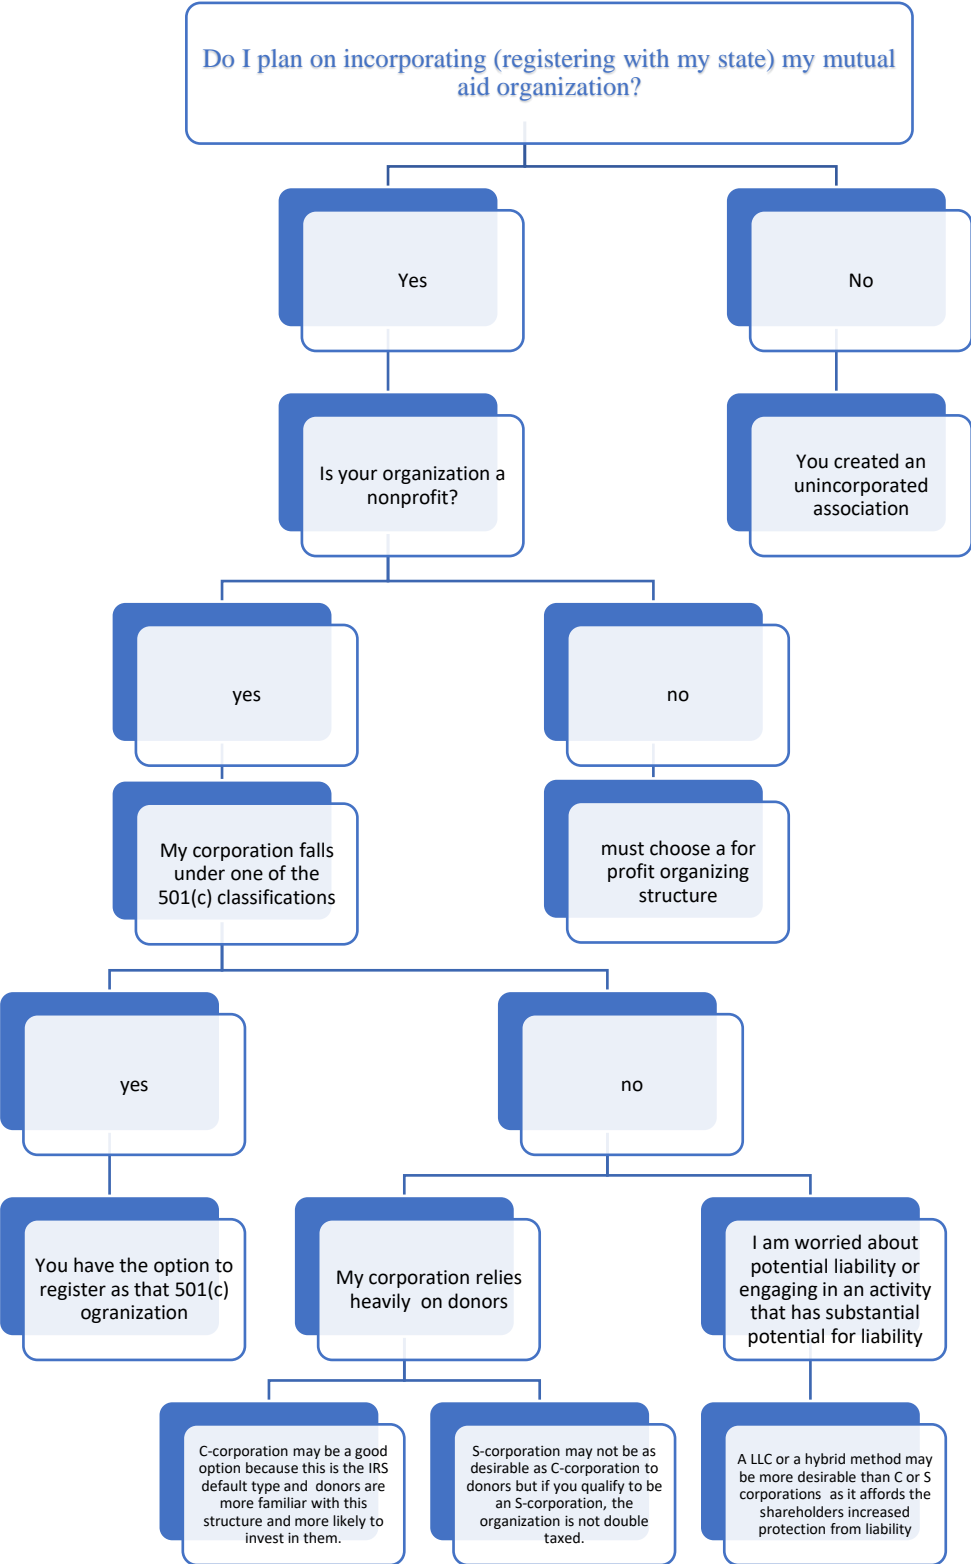 Do I plan on incorporating (registering with my state) my mutual
aid organization?
Yes
No
Is your organization a
nonprofit?
You created an
unincorporated
association
yes
no
My corporation falls
under one of the
501(c) classifications
must choose a for
profit organizing
structure
yes
no
You have the option to
register as that 501(c)
ogranization
My corporation relies
heavily on donors
I am worried about
potential liability or
engaging in an activity
that has substantial
potential for liability
C-corporation may be a good
option because this is the IRS
default type and donors are
more familiar with this
structure and more likely to
invest in them.
S-corporation may not be as
desirable as C-corporation to
donors but if you qualify to be
an S-corporation, the
organization is not double
taxed.
A LLC or a hybrid method may
be more desirable than C or S
corporations as it affords the
shareholders increased
protection from liability